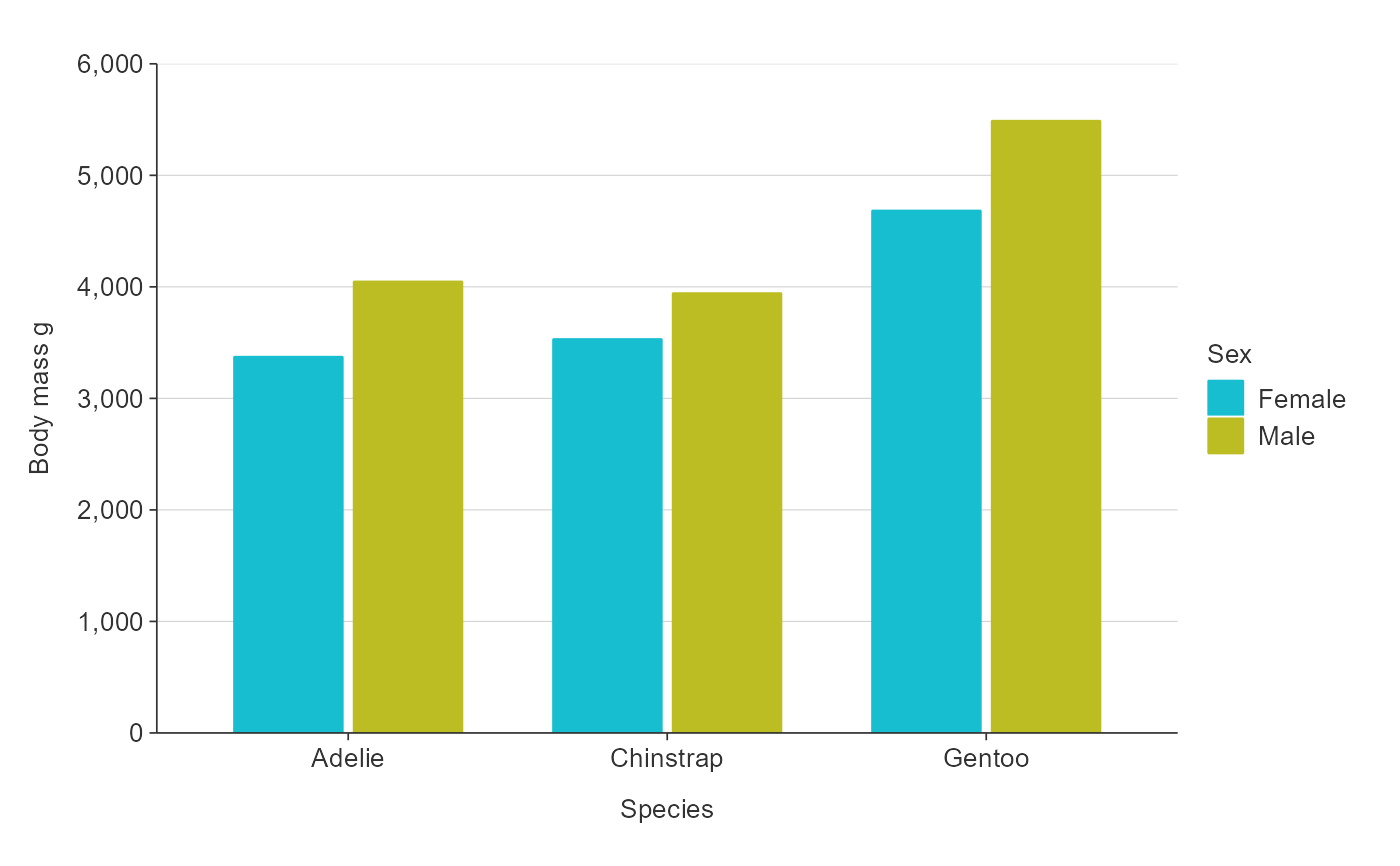 6,000
5,000
4,000
3,000
2,000
1,000
0
Body mass g
Adelie
Chinstrap
Gentoo
Species
Sex
Female
Male